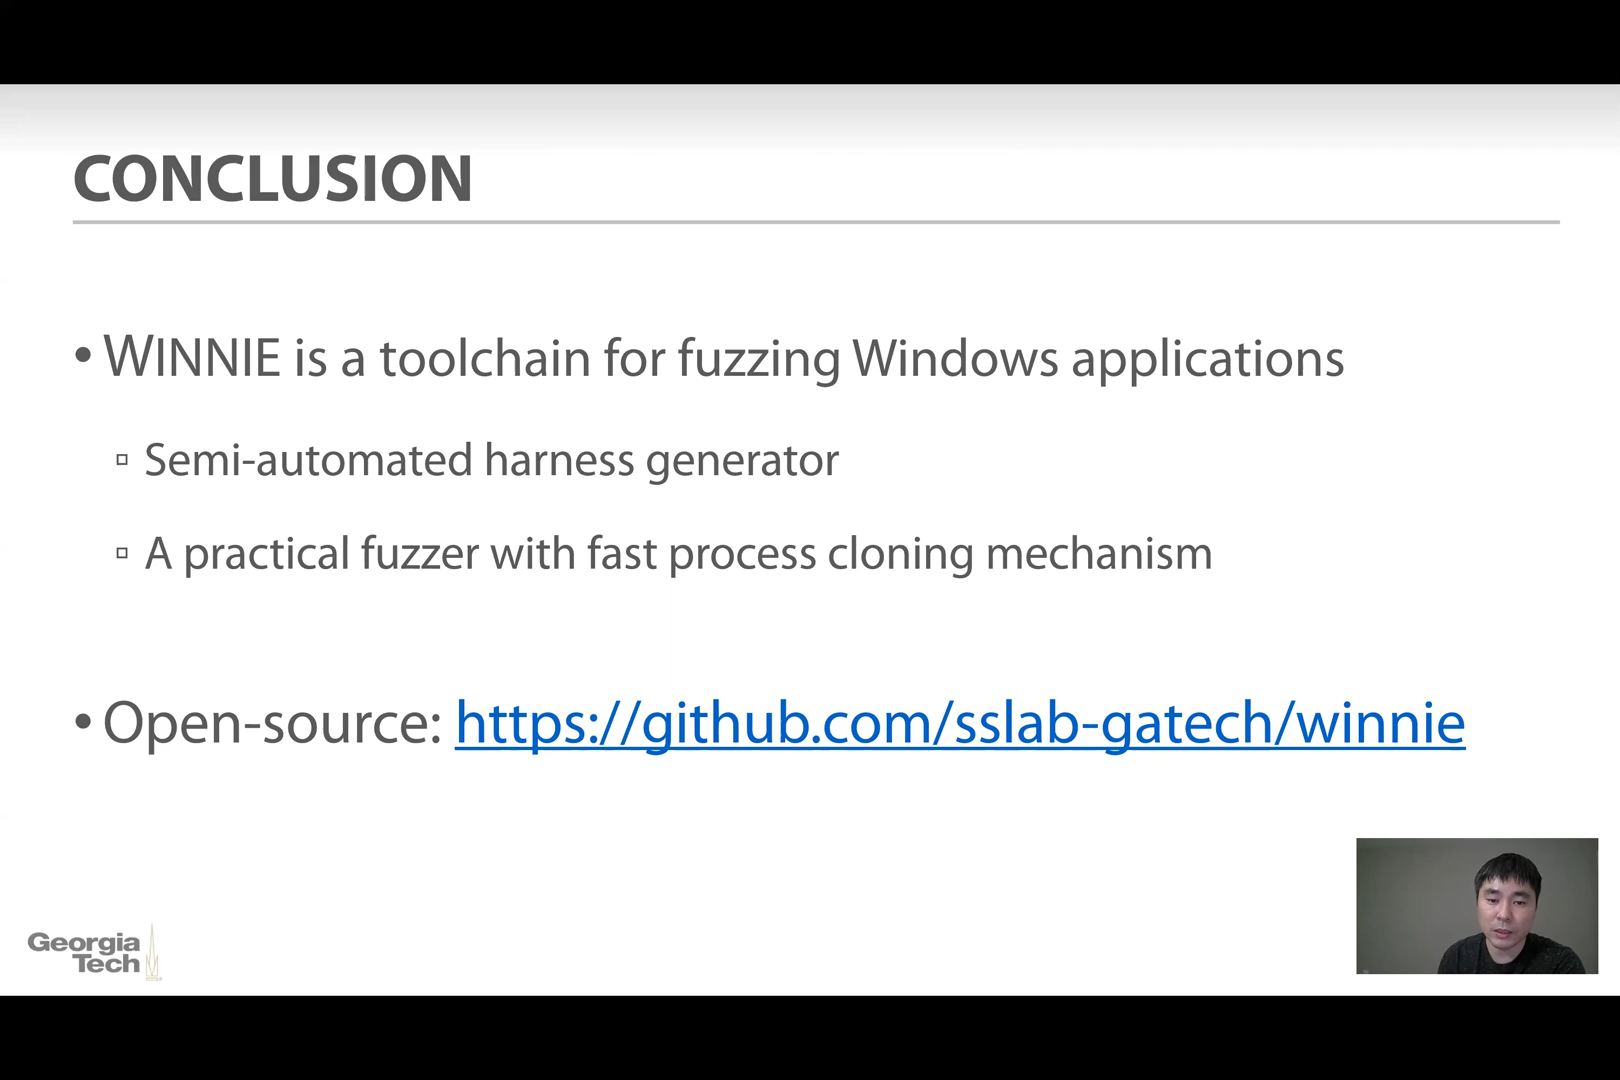 CONCLUSION
• WINNIE is a toolchain for fuzzing Windows applications
▫ Semi-automated harness generator
▫ A practical fuzzer with fast process cloning mechanism
• Open-source: https://github.com/sslab-gatech/winnie
Georgia
Tech